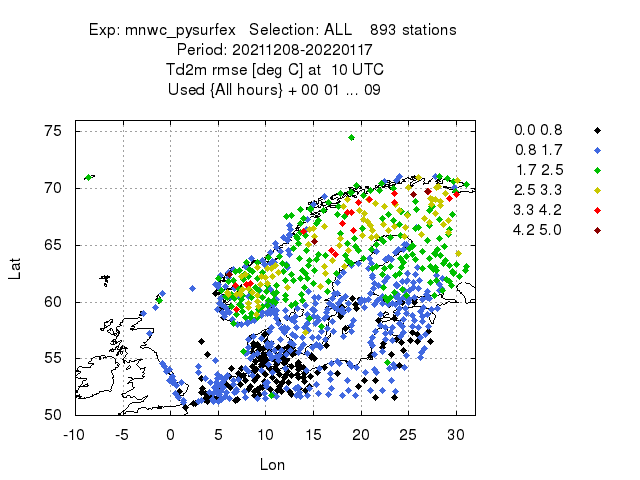 Exp: mnwc_pysurfex   Selection: ALL    893 stations
Period: 20211208-20220117
Td2m rmse [deg C] at  10 UTC
Used {All hours} + 00 01 ... 09
75
70
65
60
55
50
Lat
-10 -5 0 5 10 15 20 25 30
Lon
0.0 0.8
0.8 1.7
1.7 2.5
2.5 3.3
3.3 4.2
4.2 5.0